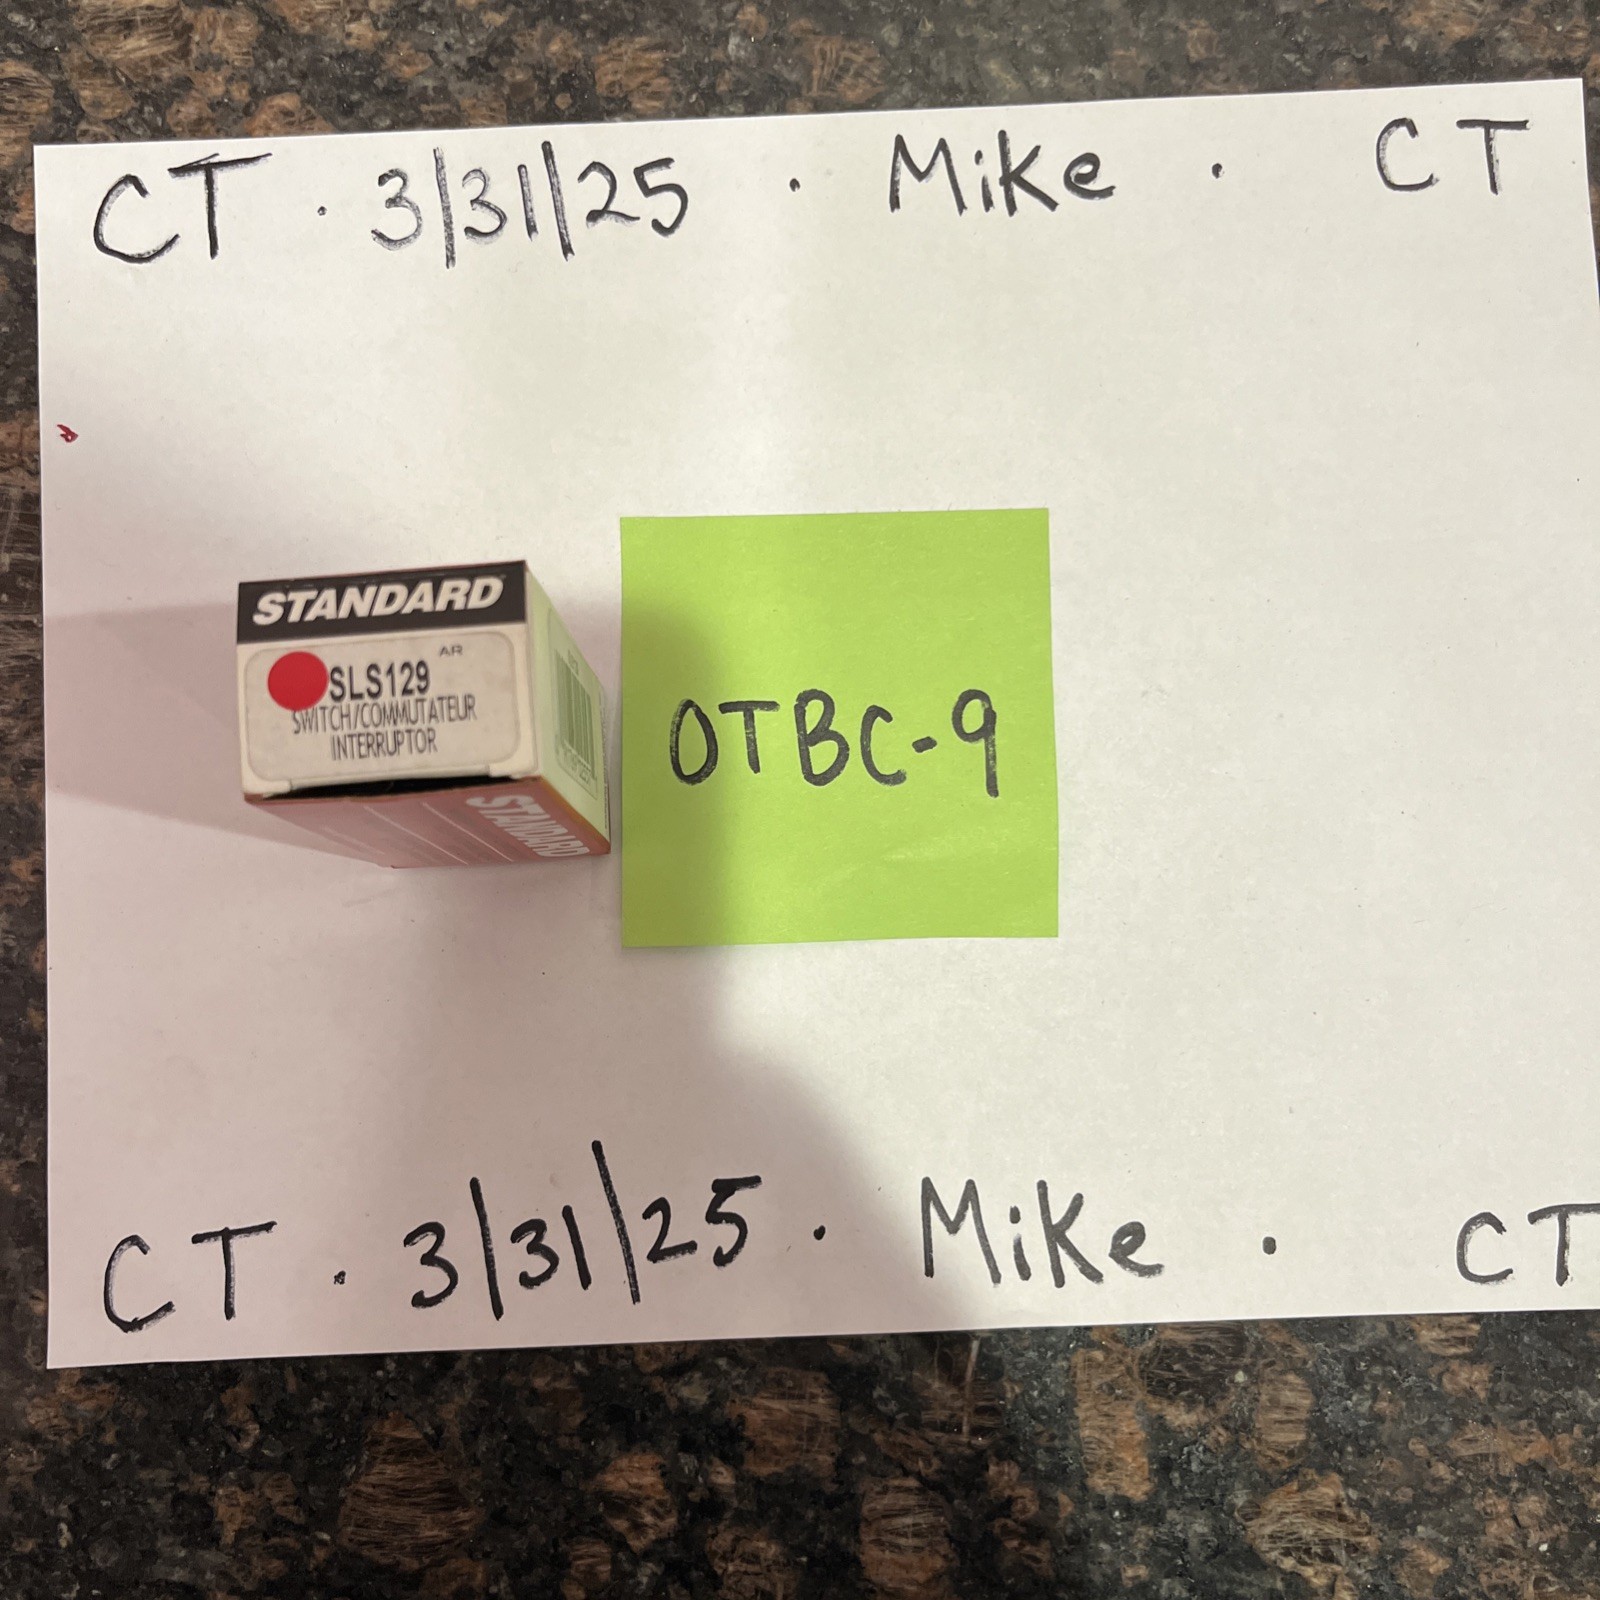 CT · 3/31/25 · Mike · CT
STANDARD
AR
SLS129
SWITCH/COMMUTATEUR
INTERRUPTOR
STANDARD
OTBC-9
CT · 3/31/25 · Mike · CT